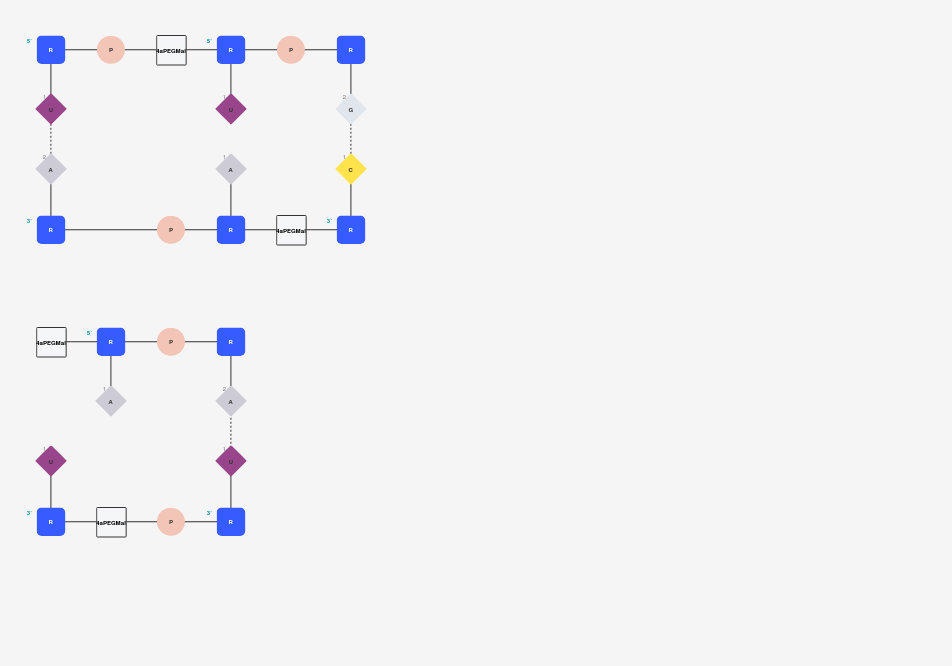 5' R P 4aPEGMal 5' R P R
1 U 1 U 2 G
2 A 1 A 1 C
3' R P R 4aPEGMal 3' R
4aPEGMal 5' R P R
1 A 2 A
1 U 1 U
3' R 4aPEGMal P 3' R